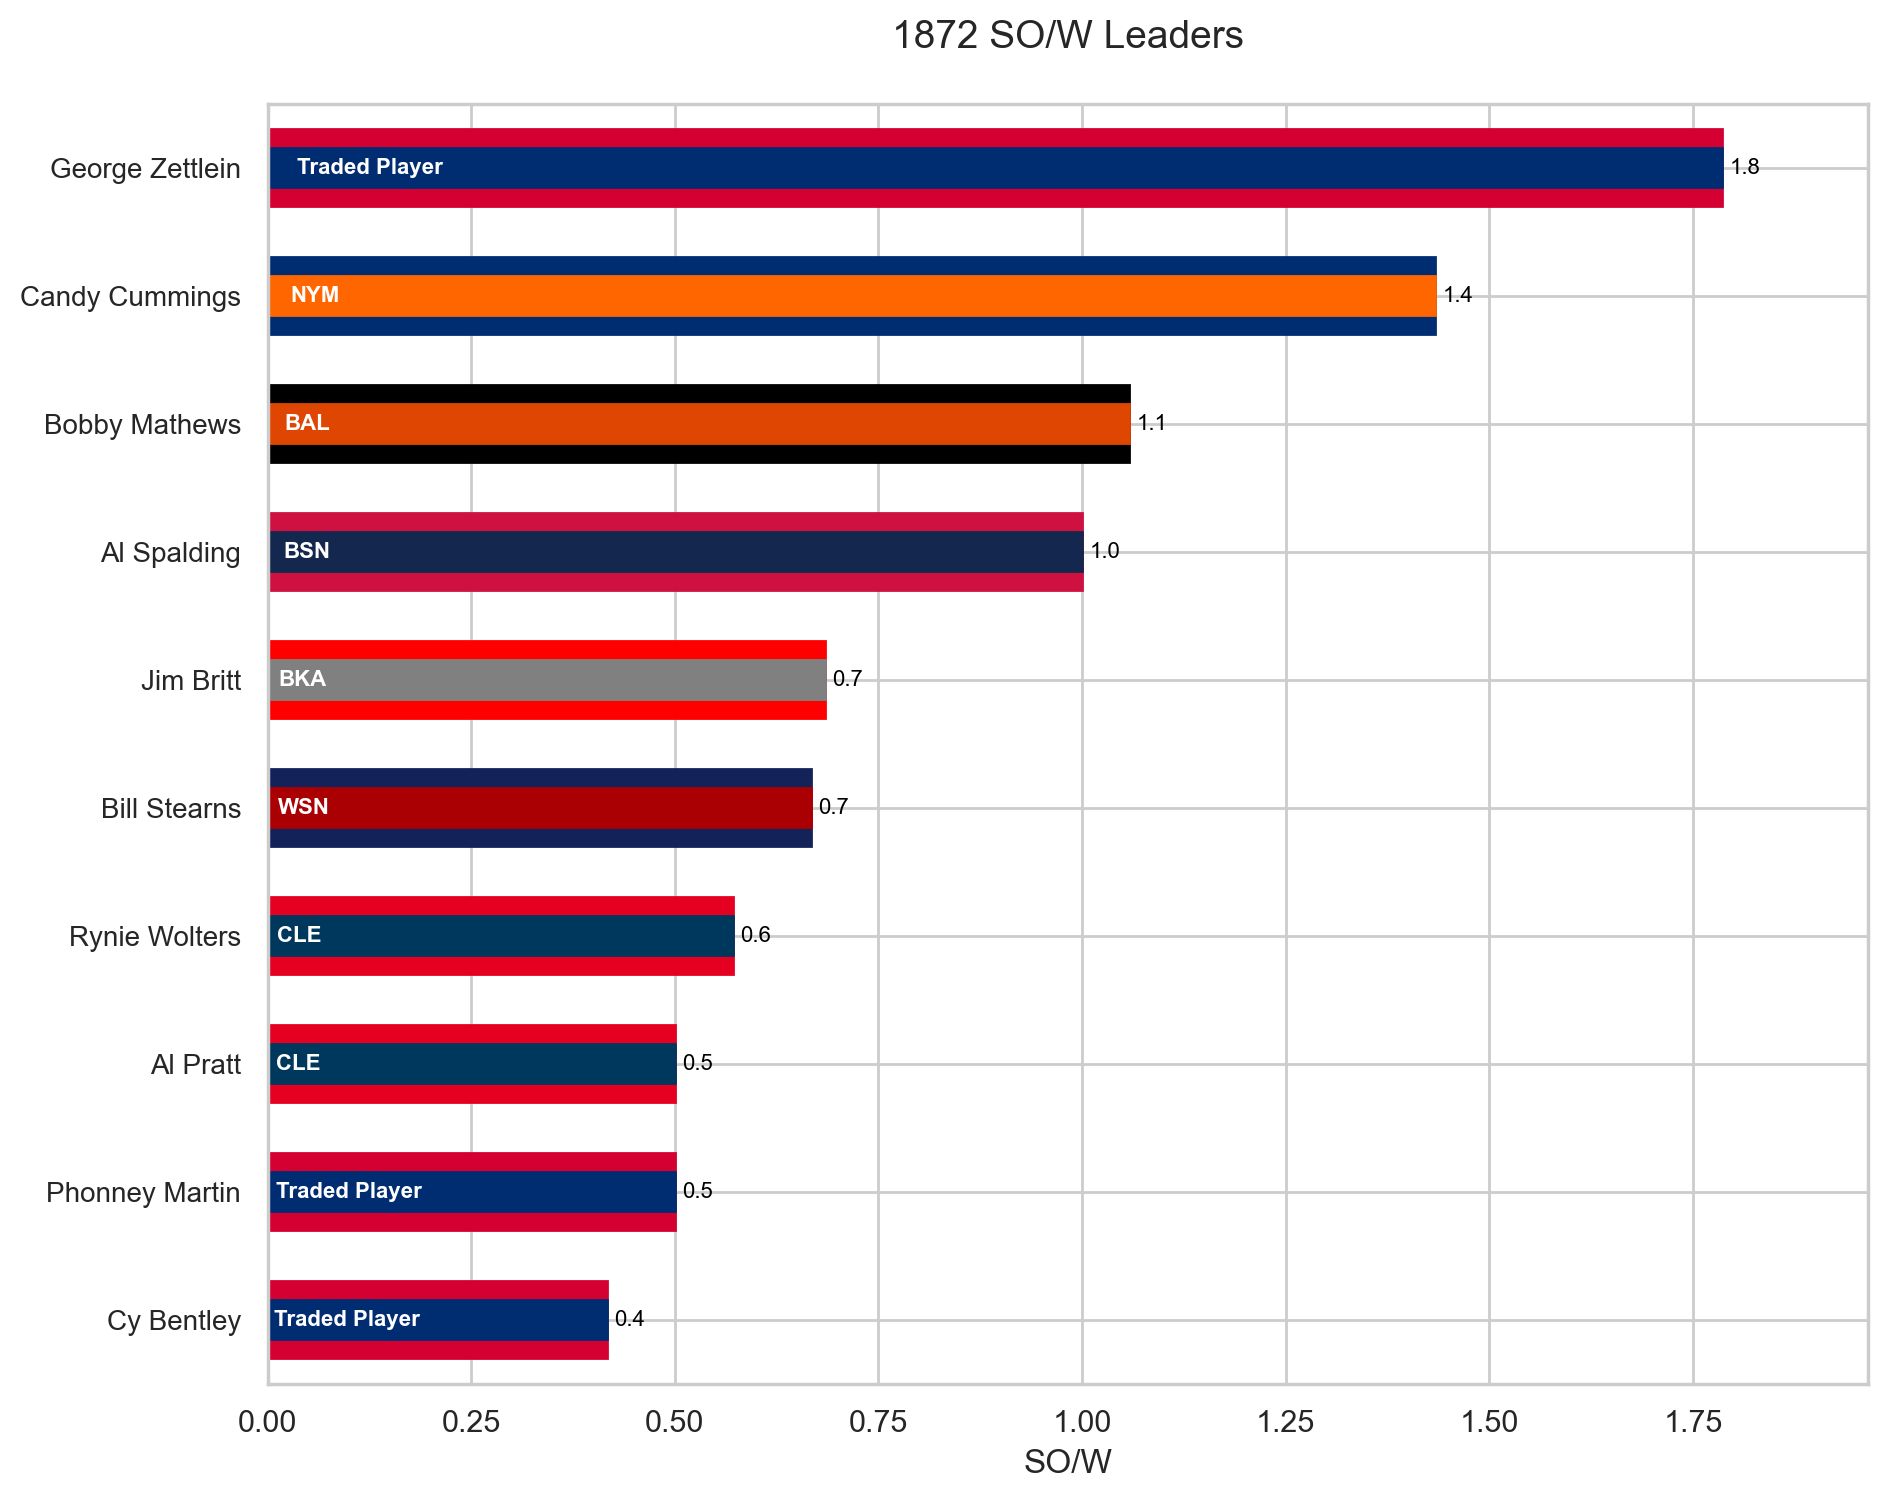 1872 SO/W Leaders
George Zettlein Traded Player 1.8
Candy Cummings NYM 1.4
Bobby Mathews BAL 1.1
Al Spalding BSN 1.0
Jim Britt BKA 0.7
Bill Stearns WSN 0.7
Rynie Wolters CLE 0.6
Al Pratt CLE 0.5
Phonney Martin Traded Player 0.5
Cy Bentley Traded Player 0.4
0.00 0.25 0.50 0.75 1.00 1.25 1.50 1.75
SO/W